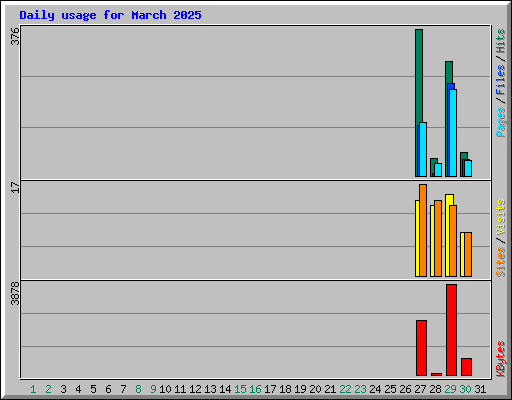 Daily usage for March 2025
376
Pages / Files / Hits
17
Sites / Visits
3878
KBytes
1 2 3 4 5 6 7 8 9 10 11 12 13 14 15 16 17 18 19 20 21 22 23 24 25 26 27 28 29 30 31